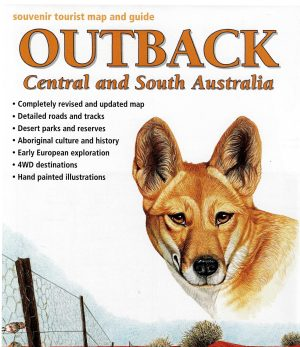 souvenir tourist map and guide
OUTBACK
Central and South Australia
• Completely revised and updated map
• Detailed roads and tracks
• Desert parks and reserves
• Aboriginal culture and history
• Early European exploration
• 4WD destinations
• Hand painted illustrations